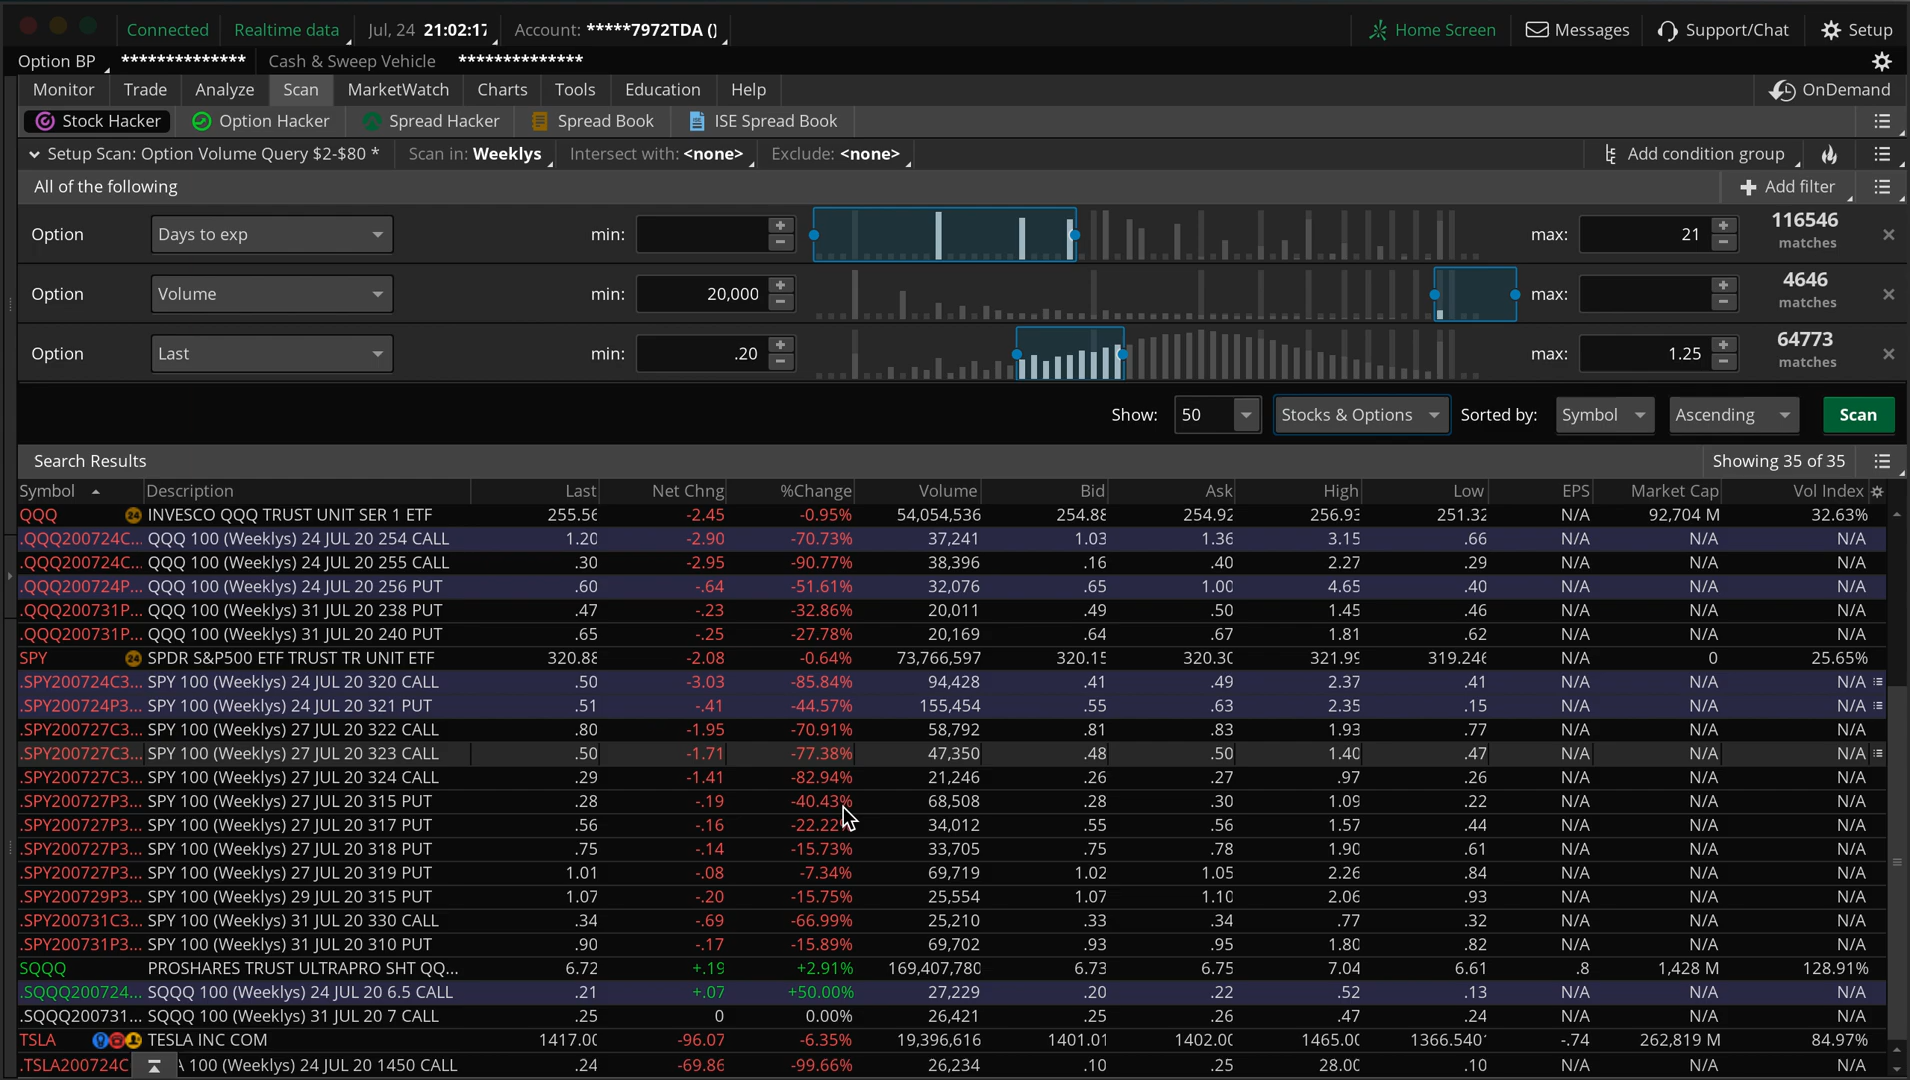 Connected Realtime data Jul, 24 21:02:17 Account: *****7972TDA () Home Screen Messages Support/Chat Setup
Option BP ************** Cash & Sweep Vehicle **************
Monitor Trade Analyze Scan MarketWatch Charts Tools Education Help OnDemand
Stock Hacker Option Hacker Spread Hacker Spread Book ISE Spread Book
Setup Scan: Option Volume Query $2-$80 * Scan in: Weeklys Intersect with: <none> Exclude: <none> Add condition group
All of the following Add filter
Option Days to exp min: max: 21 116546 matches
Option Volume min: 20,000 max: 4646 matches
Option Last min: .20 max: 1.25 64773 matches
Show: 50 Stocks & Options Sorted by: Symbol Ascending Scan
Search Results Showing 35 of 35
Symbol Description Last Net Chng %Change Volume Bid Ask High Low EPS Market Cap Vol Index
QQQ 24 INVESCO QQQ TRUST UNIT SER 1 ETF 255.56 -2.45 -0.95% 54,054,536 254.88 254.92 256.93 251.32 N/A 92,704 M 32.63%
.QQQ200724C... QQQ 100 (Weeklys) 24 JUL 20 254 CALL 1.20 -2.90 -70.73% 37,241 1.03 1.36 3.15 .66 N/A N/A N/A
.QQQ200724C... QQQ 100 (Weeklys) 24 JUL 20 255 CALL .30 -2.95 -90.77% 38,396 .16 .40 2.27 .29 N/A N/A N/A
.QQQ200724P... QQQ 100 (Weeklys) 24 JUL 20 256 PUT .60 -.64 -51.61% 32,076 .65 1.00 4.65 .40 N/A N/A N/A
.QQQ200731P... QQQ 100 (Weeklys) 31 JUL 20 238 PUT .47 -.23 -32.86% 20,011 .49 .50 1.45 .46 N/A N/A N/A
.QQQ200731P... QQQ 100 (Weeklys) 31 JUL 20 240 PUT .65 -.25 -27.78% 20,169 .64 .67 1.81 .62 N/A N/A N/A
SPY 24 SPDR S&P500 ETF TRUST TR UNIT ETF 320.88 -2.08 -0.64% 73,766,597 320.15 320.30 321.99 319.246 N/A 0 25.65%
.SPY200724C3... SPY 100 (Weeklys) 24 JUL 20 320 CALL .50 -3.03 -85.84% 94,428 .41 .49 2.37 .41 N/A N/A N/A
.SPY200724P3... SPY 100 (Weeklys) 24 JUL 20 321 PUT .51 -.41 -44.57% 155,454 .55 .63 2.35 .15 N/A N/A N/A
.SPY200727C3... SPY 100 (Weeklys) 27 JUL 20 322 CALL .80 -1.95 -70.91% 58,792 .81 .83 1.93 .77 N/A N/A N/A
.SPY200727C3... SPY 100 (Weeklys) 27 JUL 20 323 CALL .50 -1.71 -77.38% 47,350 .48 .50 1.40 .47 N/A N/A N/A
.SPY200727C3... SPY 100 (Weeklys) 27 JUL 20 324 CALL .29 -1.41 -82.94% 21,246 .26 .27 .97 .26 N/A N/A N/A
.SPY200727P3... SPY 100 (Weeklys) 27 JUL 20 315 PUT .28 -.19 -40.43% 68,508 .28 .30 1.09 .22 N/A N/A N/A
.SPY200727P3... SPY 100 (Weeklys) 27 JUL 20 317 PUT .56 -.16 -22.22% 34,012 .55 .56 1.57 .44 N/A N/A N/A
.SPY200727P3... SPY 100 (Weeklys) 27 JUL 20 318 PUT .75 -.14 -15.73% 33,705 .75 .78 1.90 .61 N/A N/A N/A
.SPY200727P3... SPY 100 (Weeklys) 27 JUL 20 319 PUT 1.01 -.08 -7.34% 69,719 1.02 1.05 2.26 .84 N/A N/A N/A
.SPY200729P3... SPY 100 (Weeklys) 29 JUL 20 315 PUT 1.07 -.20 -15.75% 25,554 1.07 1.10 2.06 .93 N/A N/A N/A
.SPY200731C3... SPY 100 (Weeklys) 31 JUL 20 330 CALL .34 -.69 -66.99% 25,210 .33 .34 .77 .32 N/A N/A N/A
.SPY200731P3... SPY 100 (Weeklys) 31 JUL 20 310 PUT .90 -.17 -15.89% 69,702 .93 .95 1.80 .82 N/A N/A N/A
SQQQ PROSHARES TRUST ULTRAPRO SHT QQ... 6.72 +.19 +2.91% 169,407,780 6.73 6.75 7.04 6.61 .8 1,428 M 128.91%
.SQQQ200724... SQQQ 100 (Weeklys) 24 JUL 20 6.5 CALL .21 +.07 +50.00% 27,229 .20 .22 .52 .13 N/A N/A N/A
.SQQQ200731... SQQQ 100 (Weeklys) 31 JUL 20 7 CALL .25 0 0.00% 26,421 .25 .26 .47 .24 N/A N/A N/A
TSLA TESLA INC COM 1417.00 -96.07 -6.35% 19,396,616 1401.01 1402.00 1465.00 1366.540 -.74 262,819 M 84.97%
.TSLA200724C 100 (Weeklys) 24 JUL 20 1450 CALL .24 -69.86 -99.66% 26,234 .10 .25 28.00 .10 N/A N/A N/A